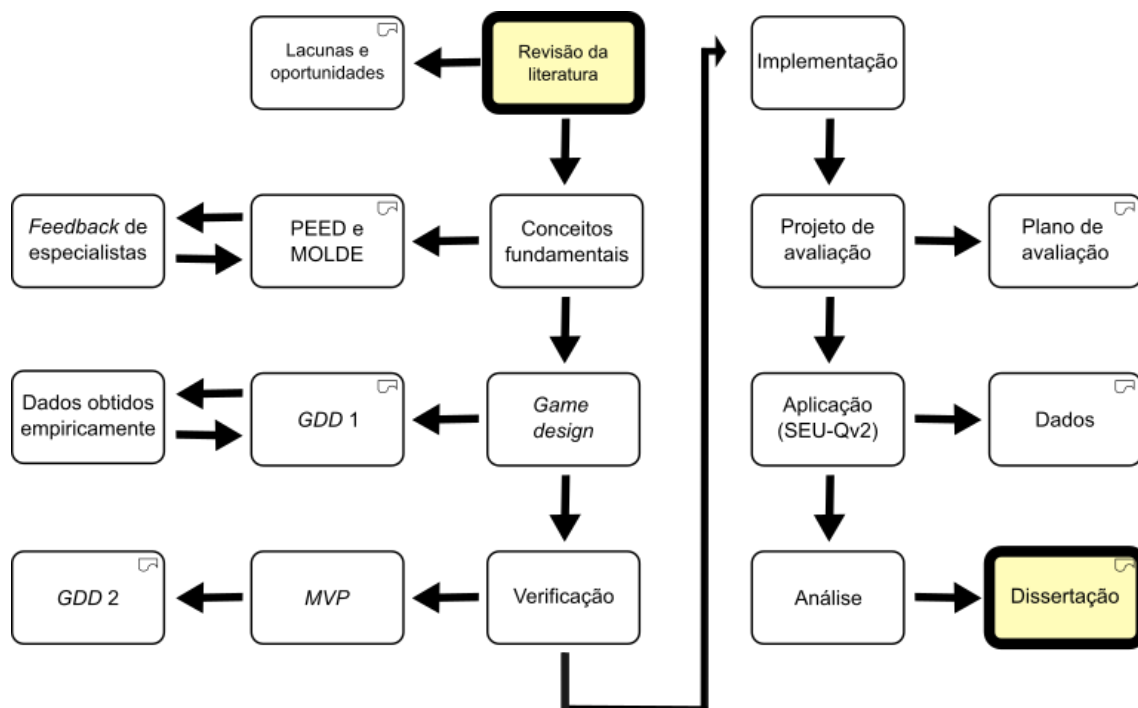 Lacunas e
oportunidades
Revisão da
literatura
Implementação
Feedback de
especialistas
PEED e
MOLDE
Conceitos
fundamentais
Projeto de
avaliação
Plano de
avaliação
Dados obtidos
empiricamente
GDD 1
Game
design
Aplicação
(SEU-Qv2)
Dados
GDD 2
MVP
Verificação
Análise
Dissertação